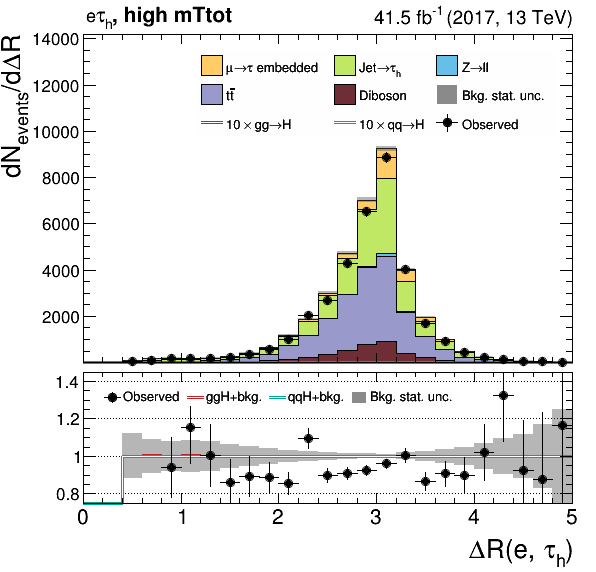 eτh, high mTtot 41.5 fb⁻¹ (2017, 13 TeV)
dNevents/dΔR
14000
12000
10000
8000
6000
4000
2000
μ→τ embedded Jet→τh Z→ll
tt̅ Diboson Bkg. stat. unc.
10 × gg→H 10 × qq→H Observed
1.4
1.2
1
0.8
Observed ggH+bkg. qqH+bkg. Bkg. stat. unc.
0 1 2 3 4 5
ΔR(e, τh)